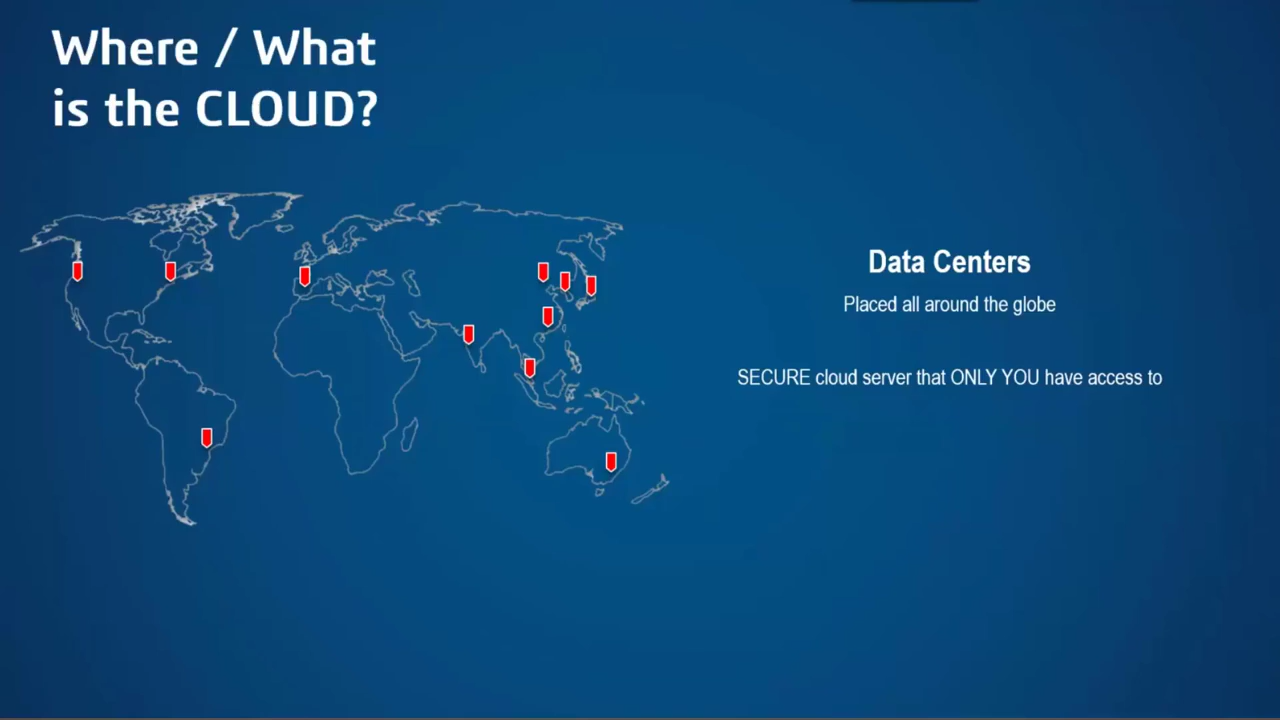 Where / What
is the CLOUD?
Data Centers
Placed all around the globe
SECURE cloud server that ONLY YOU have access to